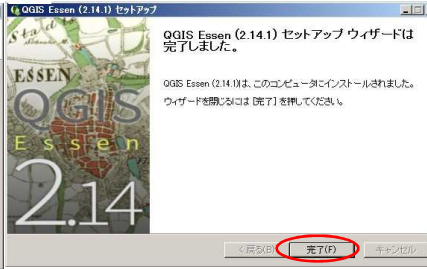 QGIS Essen (2.14.1) セットアップ
QGIS Essen (2.14.1) セットアップ ウィザードは
完了しました。
QGIS Essen (2.14.1)は、このコンピュータにインストールされました。
ウィザードを閉じるには [完了] を押してください。
ESSEN
QGIS
Essen
2.14
< 戻る(B)
完了(F)
キャンセル